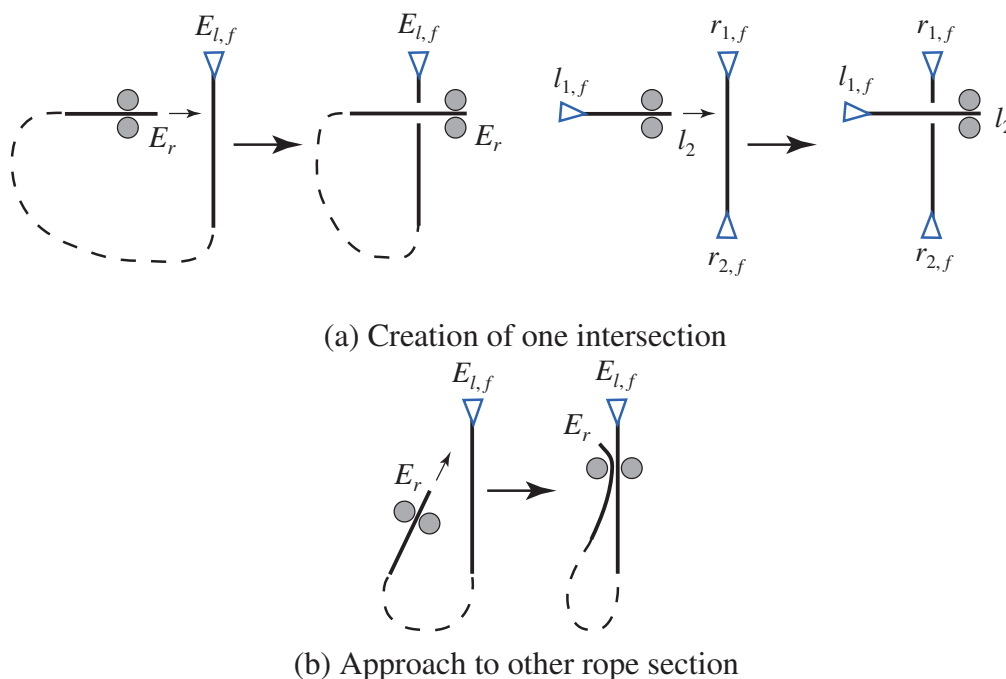 E_{l,f} E_{l,f} r_{1,f} r_{1,f}
l_{1,f} l_{1,f}
E_r E_r l_2 l_2
r_{2,f} r_{2,f}
(a) Creation of one intersection
E_{l,f} E_{l,f}
E_r E_r
(b) Approach to other rope section